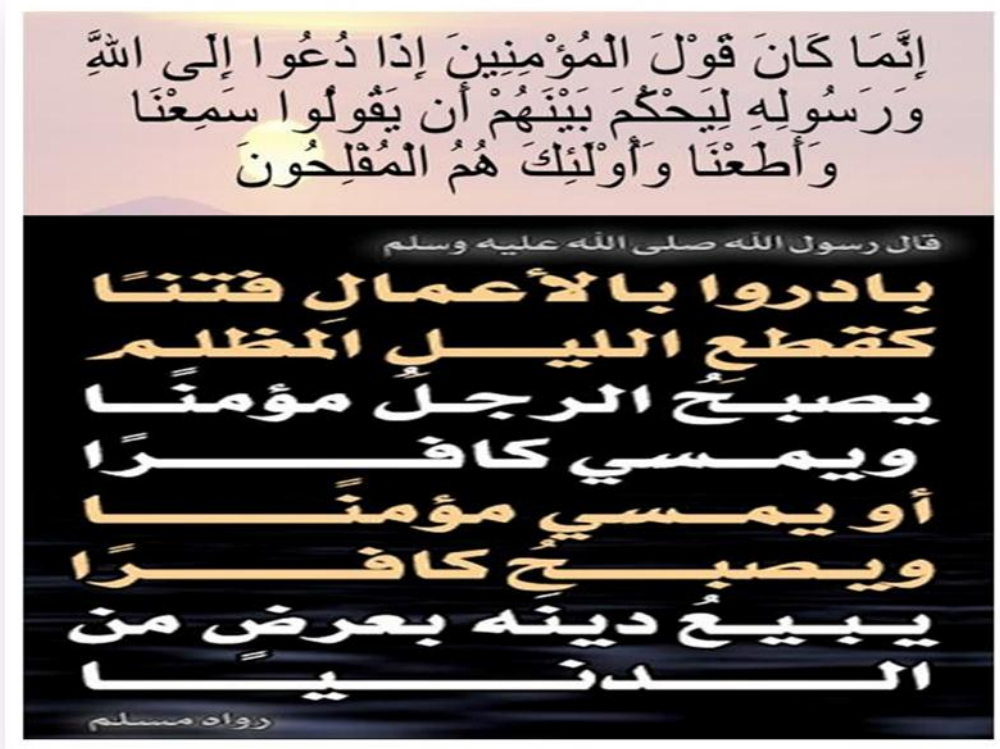 إِنَّمَا كَانَ قَوْلَ الْمُؤْمِنِينَ إِذَا دُعُوا إِلَى اللَّهِ
وَرَسُولِهِ لِيَحْكُمَ بَيْنَهُمْ أَن يَقُولُوا سَمِعْنَا
وَأَطَعْنَا وَأُوْلَئِكَ هُمُ الْمُفْلِحُونَ
قال رسول الله صلى الله عليه وسلم
بادروا بالأعمالِ فتنًا
كقطعِ الليلِ المظلم
يصبحُ الرجلُ مؤمنًا
ويمسي كافرًا
أو يمسي مؤمنًا
ويصبحُ كافرًا
يبيعُ دينَه بعرضٍ من
الدنيا
رواه مسلم